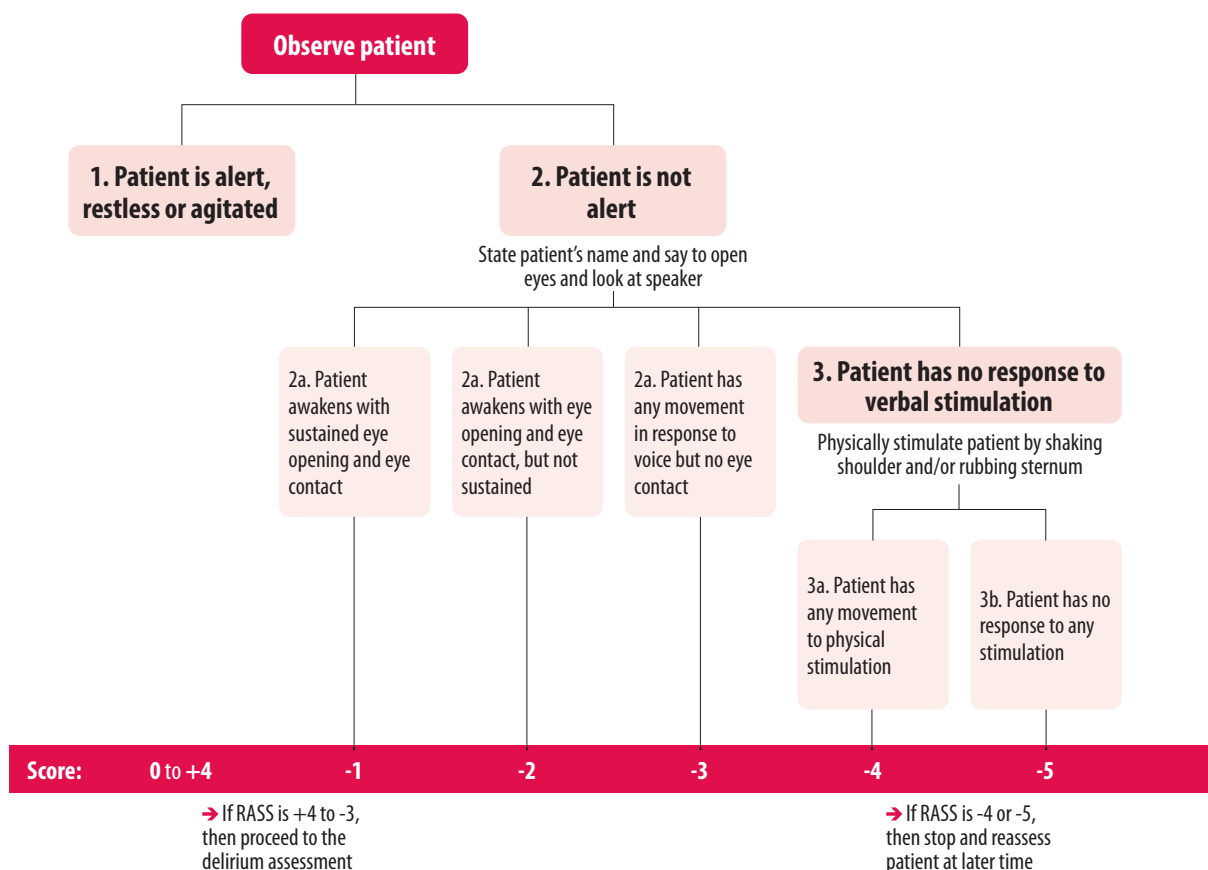 Observe patient
1. Patient is alert,
restless or agitated
2. Patient is not
alert
State patient's name and say to open
eyes and look at speaker
2a. Patient
awakens with
sustained eye
opening and eye
contact
2a. Patient
awakens with eye
opening and eye
contact, but not
sustained
2a. Patient has
any movement
in response to
voice but no eye
contact
3. Patient has no response to
verbal stimulation
Physically stimulate patient by shaking
shoulder and/or rubbing sternum
3a. Patient has
any movement
to physical
stimulation
3b. Patient has no
response to any
stimulation
Score: 0 to +4 -1 -2 -3 -4 -5
➔ If RASS is +4 to -3,
then proceed to the
delirium assessment
➔ If RASS is -4 or -5,
then stop and reassess
patient at later time